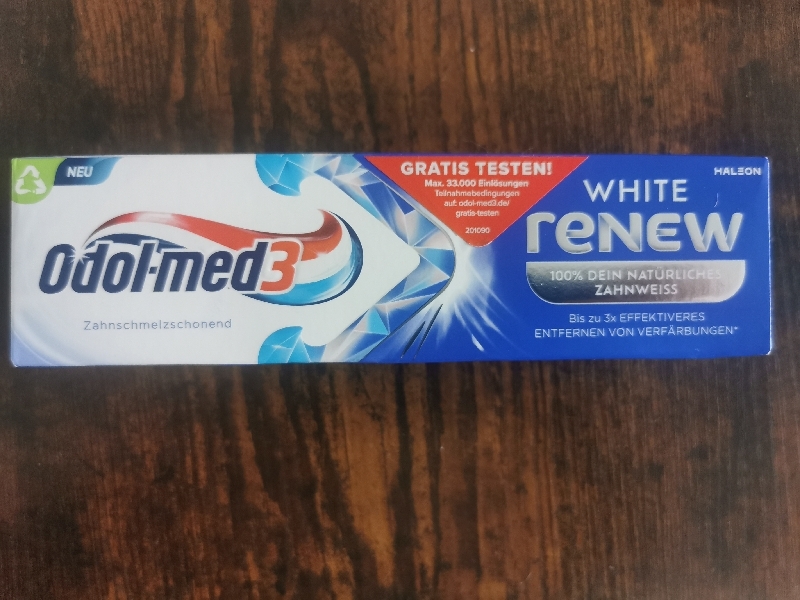 NEU
Odol-med3
Zahnschmelzschonend
GRATIS TESTEN!
Max. 33.000 Einlösungen
Teilnahmebedingungen
auf: odol-med3.de/
gratis-testen
201090
HALEON
WHITE
RENEW
100% DEIN NATÜRLICHES
ZAHNWEISS
Bis zu 3x EFFEKTIVERES
ENTFERNEN VON VERFÄRBUNGEN*